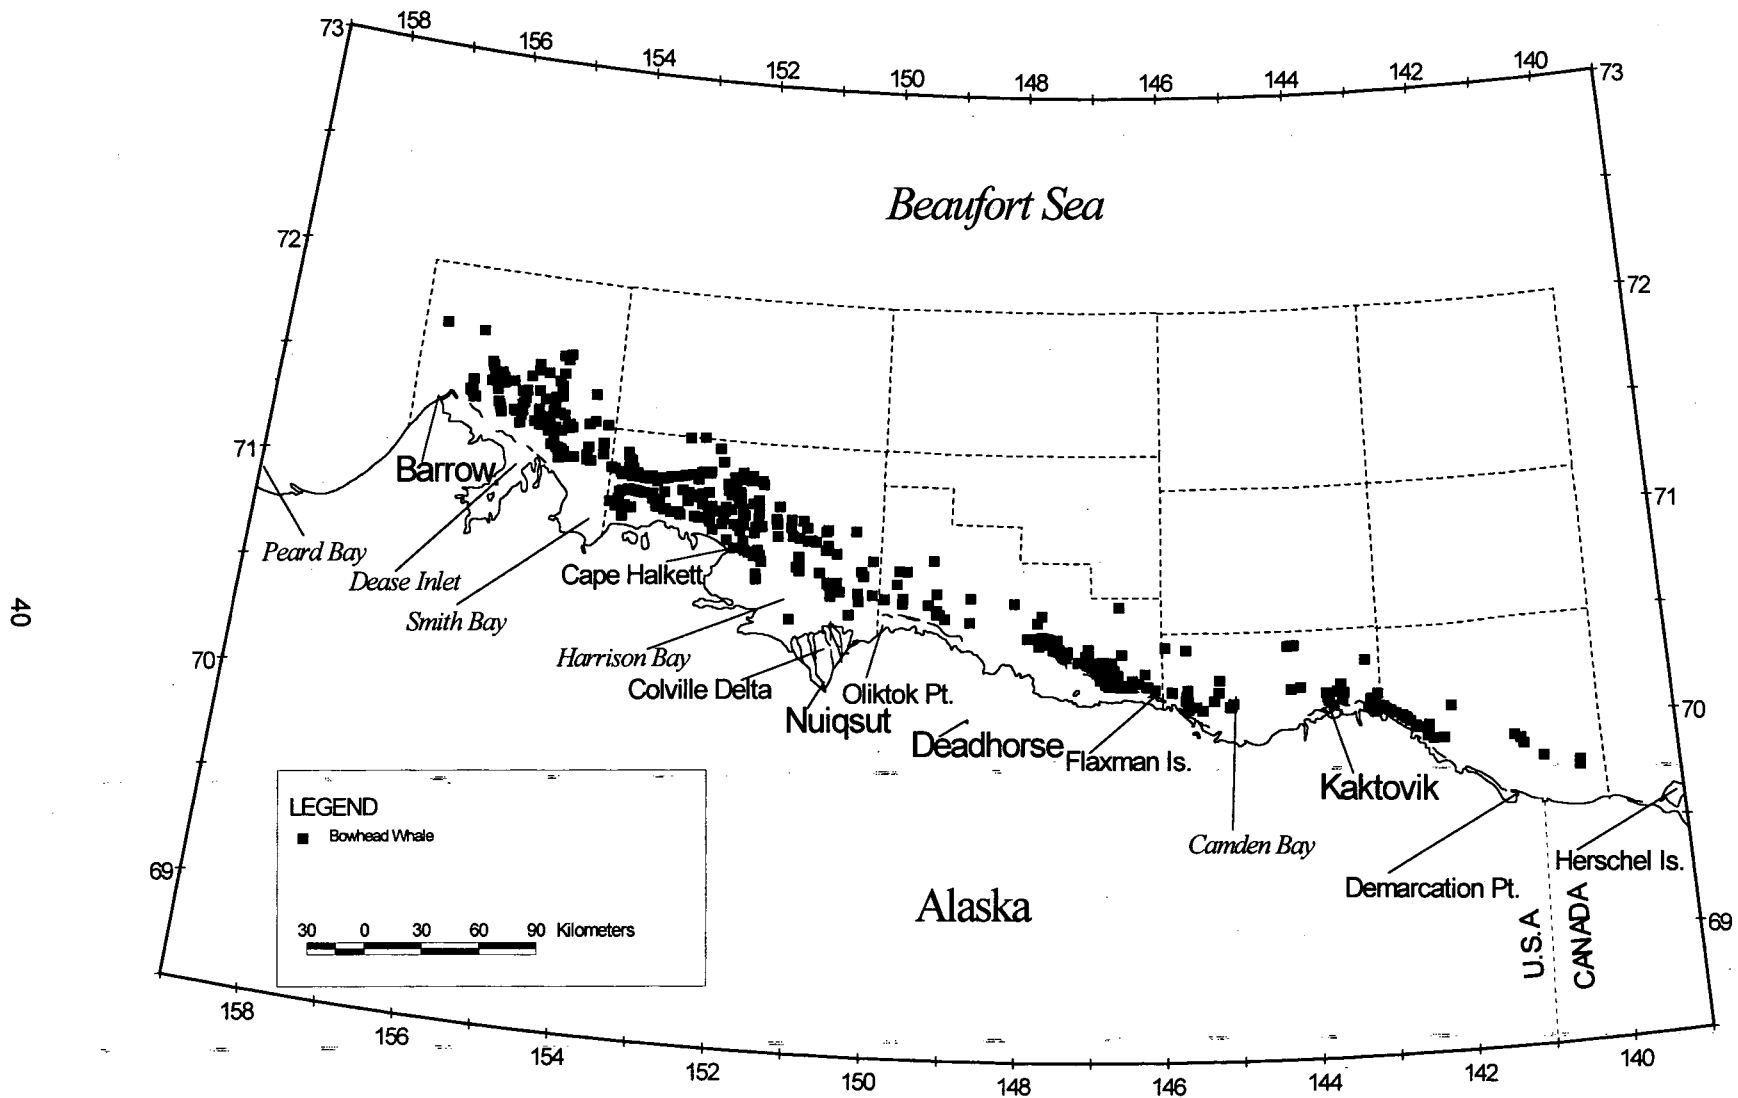 158
156
154
152
150
148
146
144
142
140
73
73
Beaufort Sea
72
72
71
71
Barrow
Peard Bay
Dease Inlet
Smith Bay
Cape Halkett
40
Harrison Bay
70
Colville Delta
Oliktok Pt.
Nuiqsut
70
Deadhorse
Flaxman Is.
Kaktovik
LEGEND
Bowhead Whale
Camden Bay
Herschel Is.
Demarcation Pt.
69
Alaska
69
U.S.A
CANADA
30 0 30 60 90 Kilometers
158
156
154
152
150
148
146
144
142
140